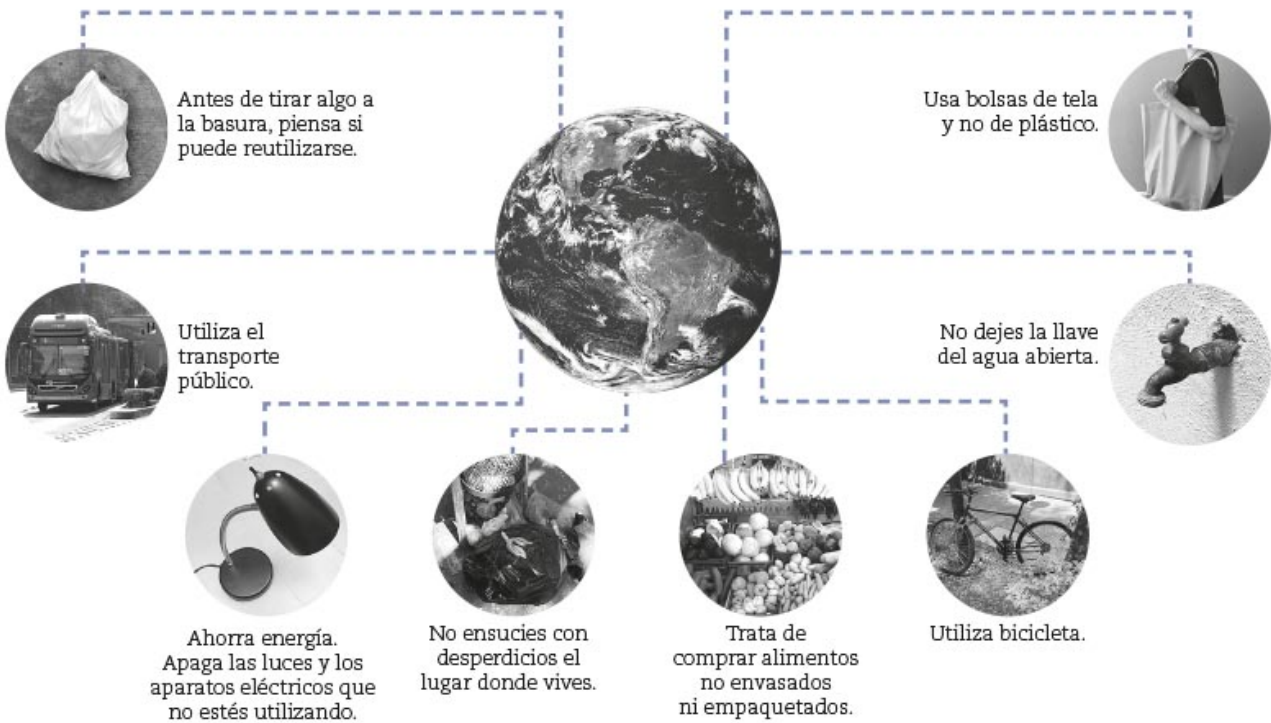 Antes de tirar algo a
la basura, piensa si
puede reutilizarse.
Usa bolsas de tela
y no de plástico.
Utiliza el
transporte
público.
No dejes la llave
del agua abierta.
Ahorra energía.
Apaga las luces y los
aparatos eléctricos que
no estés utilizando.
No ensucies con
desperdicios el
lugar donde vives.
Trata de
comprar alimentos
no envasados
ni empaquetados.
Utiliza bicicleta.